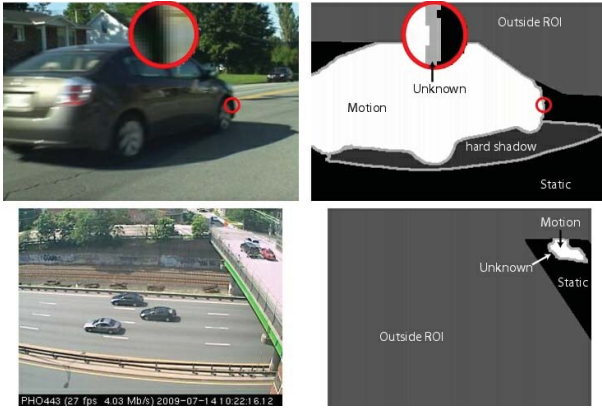 Outside ROI
Unknown
Motion
hard shadow
Static
Motion
Unknown
Static
Outside ROI
PHO443 (27 fps 4.03 Mb/s) 2009-07-14 10:22:16.12